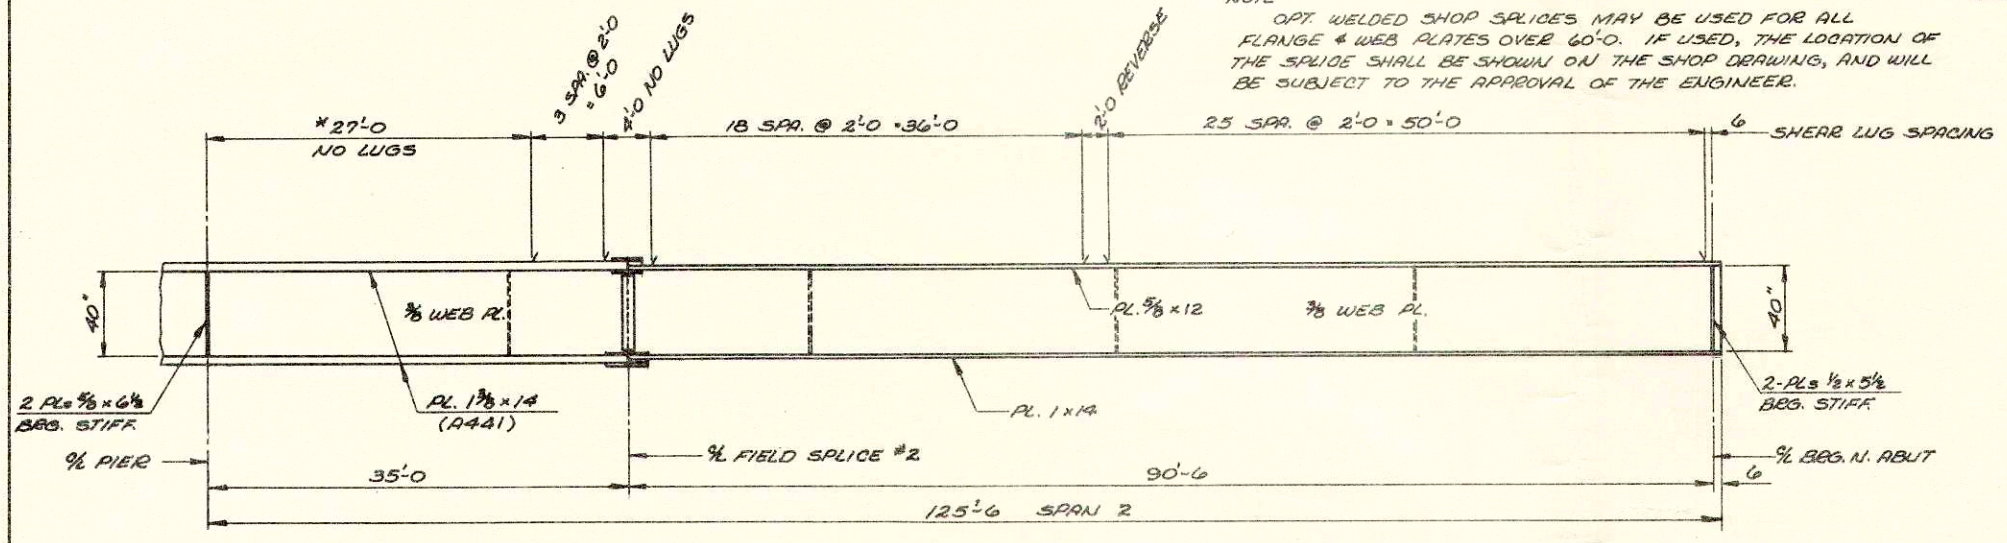 OPT. WELDED SHOP SPLICES MAY BE USED FOR ALL
FLANGE & WEB PLATES OVER 60'-0. IF USED, THE LOCATION OF
THE SPLICE SHALL BE SHOWN ON THE SHOP DRAWING, AND WILL
BE SUBJECT TO THE APPROVAL OF THE ENGINEER.
3 SPA. @ 2'-0
= 6'-0
4'-0 NO LUGS
2'-0 REVERSE
*27'-0
NO LUGS
18 SPA. @ 2'-0 = 36'-0
25 SPA. @ 2'-0 = 50'-0
6
SHEAR LUG SPACING
40"
3/8 WEB PL.
PL. 5/8 x 12
3/8 WEB PL.
40"
2 PLs 5/8 x 6 1/2
BRG. STIFF.
PL. 1 3/8 x 14
(A441)
PL. 1 x 14
2-PLs 1/2 x 5 1/2
BRG. STIFF.
℄ PIER
℄ FIELD SPLICE #2
℄ BRG. N. ABUT
35'-0
90'-6
6
125'-6 SPAN 2